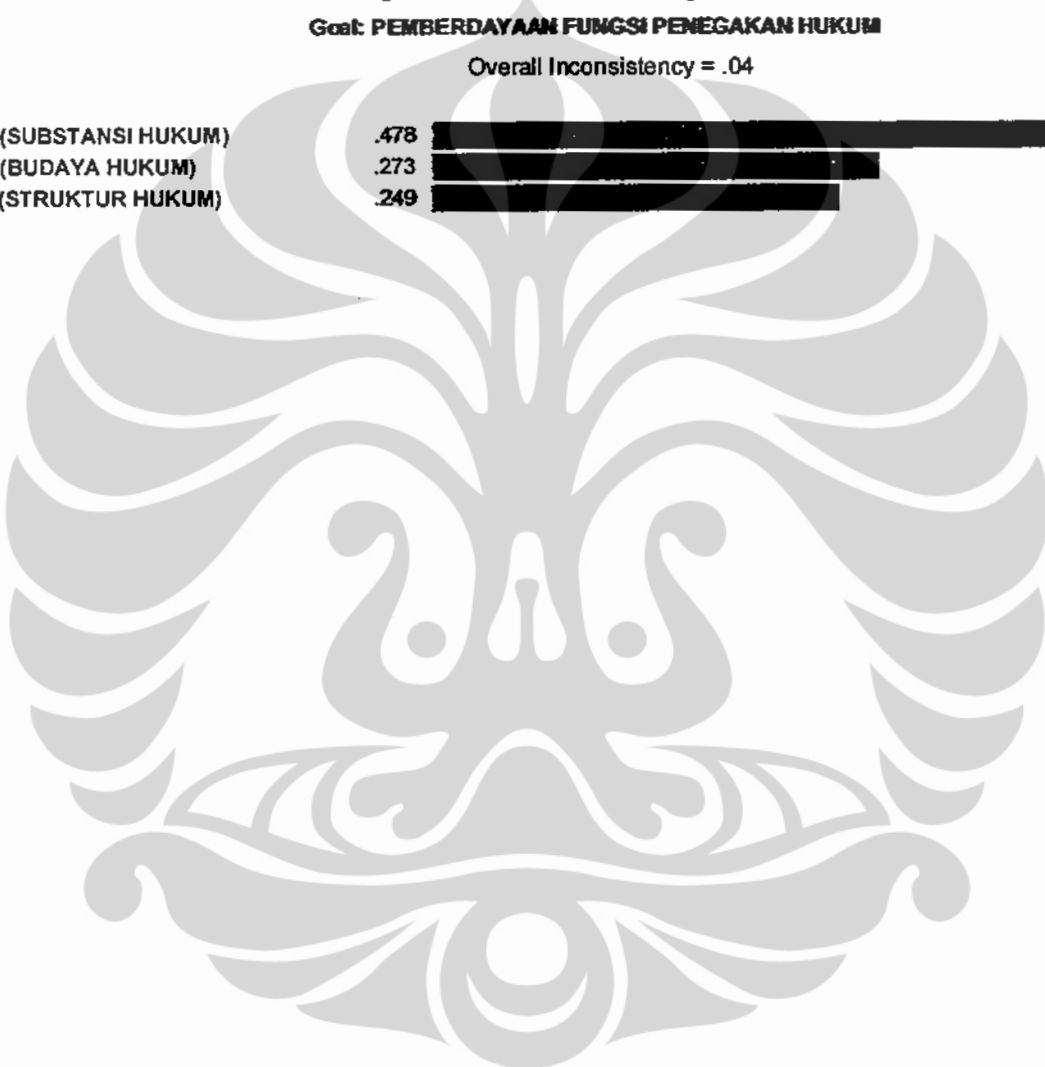 Goal: PEMBERDAYAAN FUNGSI PENEGAKAN HUKUM
Overall Inconsistency = .04
(SUBSTANSI HUKUM) .478
(BUDAYA HUKUM) .273
(STRUKTUR HUKUM) .249